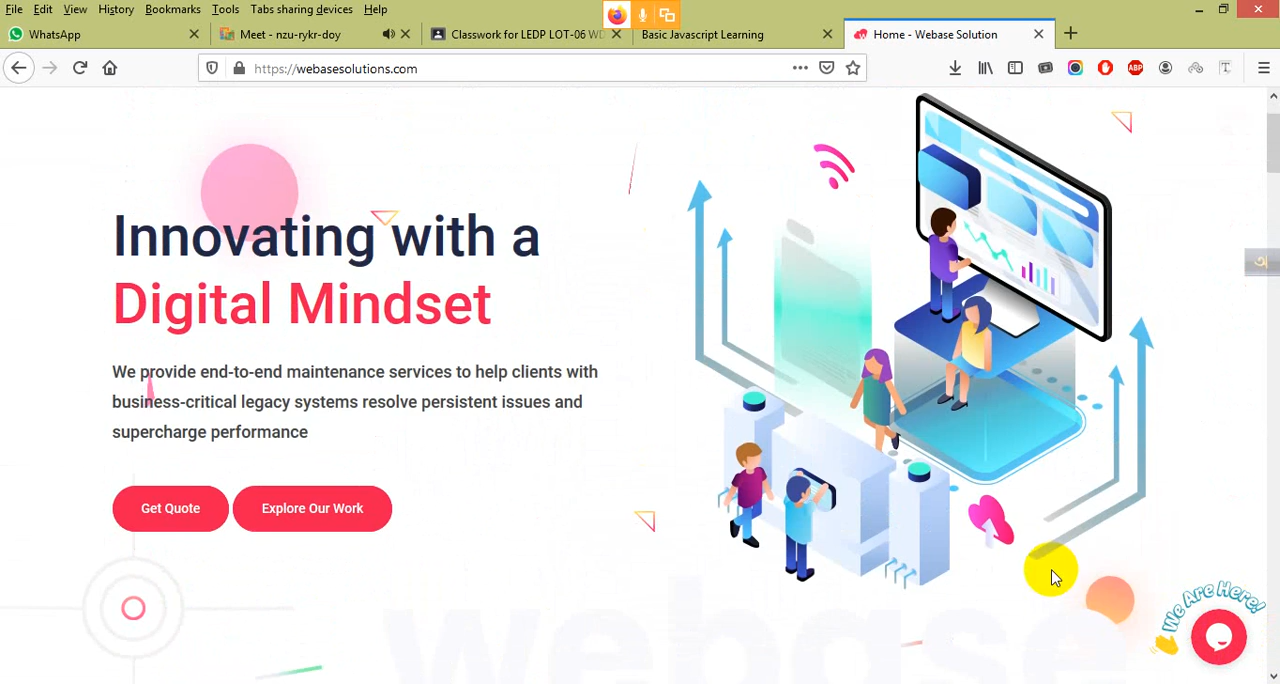 File Edit View History Bookmarks Tools Tabs sharing devices Help
WhatsApp
Meet - nzu-rykr-doy
Classwork for LEDP LOT-06 WD
Basic Javascript Learning
Home - Webase Solution
https://webasesolutions.com
ABP
Innovating with a
Digital Mindset
We provide end-to-end maintenance services to help clients with
business-critical legacy systems resolve persistent issues and
supercharge performance
Get Quote
Explore Our Work
webase
We Are Here!
অ